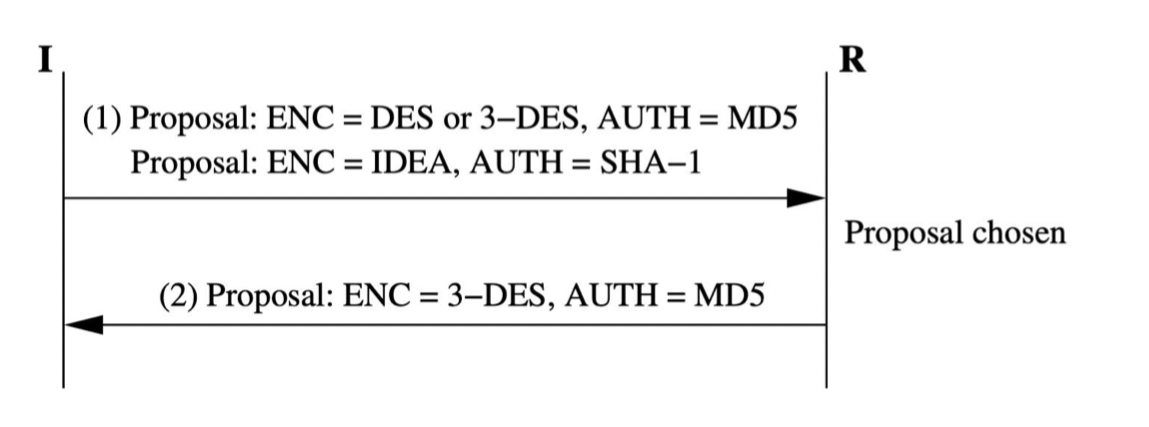 I
R
(1) Proposal: ENC = DES or 3–DES, AUTH = MD5
Proposal: ENC = IDEA, AUTH = SHA–1
Proposal chosen
(2) Proposal: ENC = 3–DES, AUTH = MD5